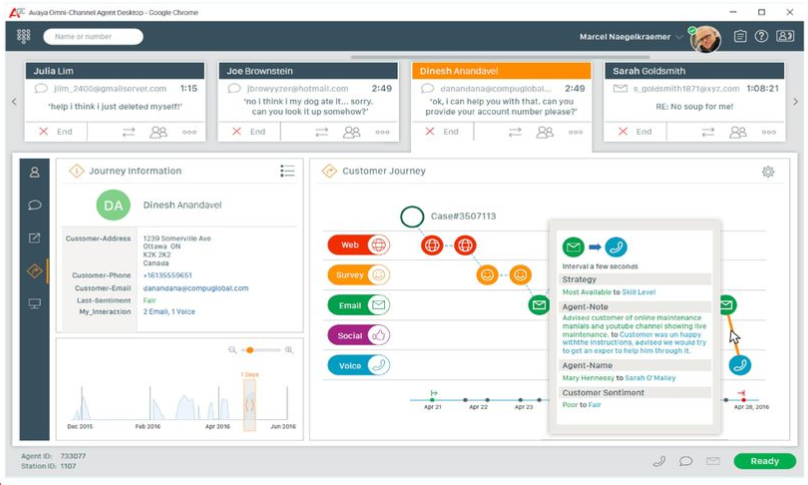 Avaya Omni-Channel Agent Desktop - Google Chrome
Name or number
Marcel Naegelkraemer
Julia Lim
jlim_2400@gmailserver.com 1:15
"help i think i just deleted myself!"
End
Joe Brownstein
jbrowyzzer@hotmail.com 2:49
"no i think i my dog ate it... sorry.
can you look it up somehow?"
End
Dinesh Anandavel
danandana@compuglobal... 2:49
"ok, i can help you with that. can you
provide your account number please?"
End
Sarah Goldsmith
s_goldsmith1871@xyz.com 1:08:21
RE: No soup for me!
End
Journey Information
DA Dinesh Anandavel
Customer-Address 1239 Somerville Ave
Ottawa ON
K2K 2K2
Canada
Customer-Phone +16135550651
Customer-Email danandana@compuglobal.com
Last-Sentiment Fair
My_Interaction 2 Email, 1 Voice
7 Days
Dec 2015 Feb 2016 Apr 2016 Jun 2016
Customer Journey
Case#3507113
Web
Survey
Email
Social
Voice
Apr 21 Apr 22 Apr 23 Apr 28, 2016
Interval a few seconds
Strategy
Most Available to Skill Level
Agent-Note
Advised customer of online maintenance
manials and youtube channel showing live
maintenance. to Customer was un happy
withthe instructions, advised we would try
to get an exper to help him through it.
Agent-Name
Mary Hennessy to Sarah O'Malley
Customer Sentiment
Poor to Fair
Agent ID: 733077
Station ID: 1107
Ready